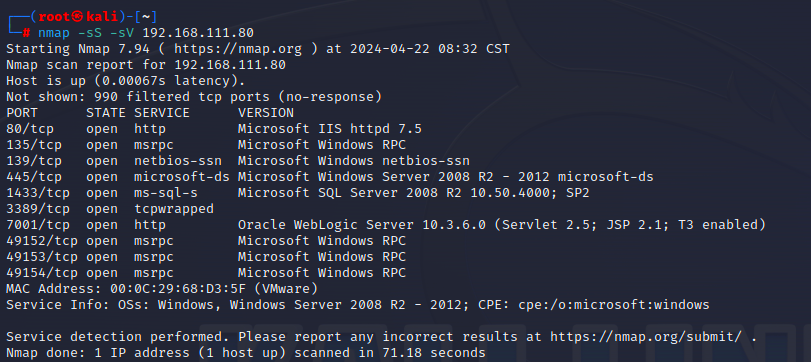 ┌──(root㉿kali)-[~]
└─# nmap -sS -sV 192.168.111.80
Starting Nmap 7.94 ( https://nmap.org ) at 2024-04-22 08:32 CST
Nmap scan report for 192.168.111.80
Host is up (0.00067s latency).
Not shown: 990 filtered tcp ports (no-response)
PORT      STATE SERVICE      VERSION
80/tcp    open  http         Microsoft IIS httpd 7.5
135/tcp   open  msrpc        Microsoft Windows RPC
139/tcp   open  netbios-ssn  Microsoft Windows netbios-ssn
445/tcp   open  microsoft-ds Microsoft Windows Server 2008 R2 - 2012 microsoft-ds
1433/tcp  open  ms-sql-s     Microsoft SQL Server 2008 R2 10.50.4000; SP2
3389/tcp  open  tcpwrapped
7001/tcp  open  http         Oracle WebLogic Server 10.3.6.0 (Servlet 2.5; JSP 2.1; T3 enabled)
49152/tcp open  msrpc        Microsoft Windows RPC
49153/tcp open  msrpc        Microsoft Windows RPC
49154/tcp open  msrpc        Microsoft Windows RPC
MAC Address: 00:0C:29:68:D3:5F (VMware)
Service Info: OSs: Windows, Windows Server 2008 R2 - 2012; CPE: cpe:/o:microsoft:windows

Service detection performed. Please report any incorrect results at https://nmap.org/submit/ .
Nmap done: 1 IP address (1 host up) scanned in 71.18 seconds